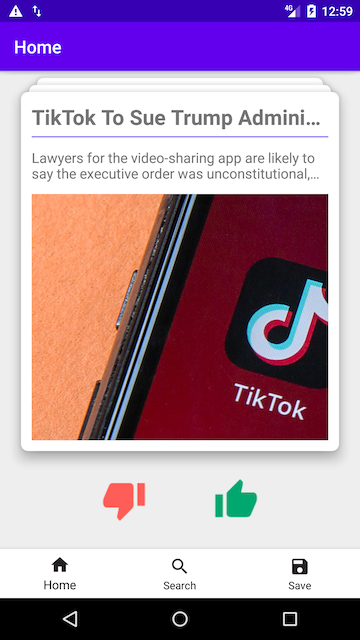 4G 12:59
Home
TikTok To Sue Trump Admini...
Lawyers for the video-sharing app are likely to
say the executive order was unconstitutional,...
TikTok
Home Search Save